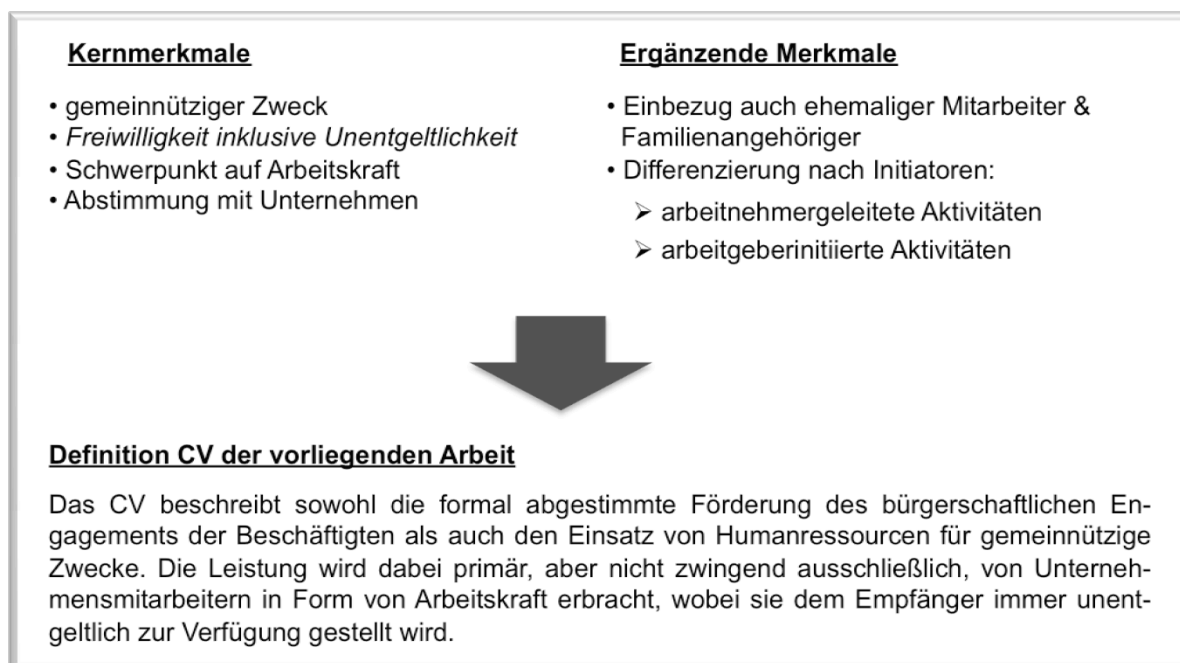 Kernmerkmale
• gemeinnütziger Zweck
• Freiwilligkeit inklusive Unentgeltlichkeit
• Schwerpunkt auf Arbeitskraft
• Abstimmung mit Unternehmen
Ergänzende Merkmale
• Einbezug auch ehemaliger Mitarbeiter &
Familienangehöriger
• Differenzierung nach Initiatoren:
➢ arbeitnehmergeleitete Aktivitäten
➢ arbeitgeberinitiierte Aktivitäten
Definition CV der vorliegenden Arbeit
Das CV beschreibt sowohl die formal abgestimmte Förderung des bürgerschaftlichen En-
gagements der Beschäftigten als auch den Einsatz von Humanressourcen für gemeinnützige
Zwecke. Die Leistung wird dabei primär, aber nicht zwingend ausschließlich, von Unterneh-
mensmitarbeitern in Form von Arbeitskraft erbracht, wobei sie dem Empfänger immer unent-
geltlich zur Verfügung gestellt wird.